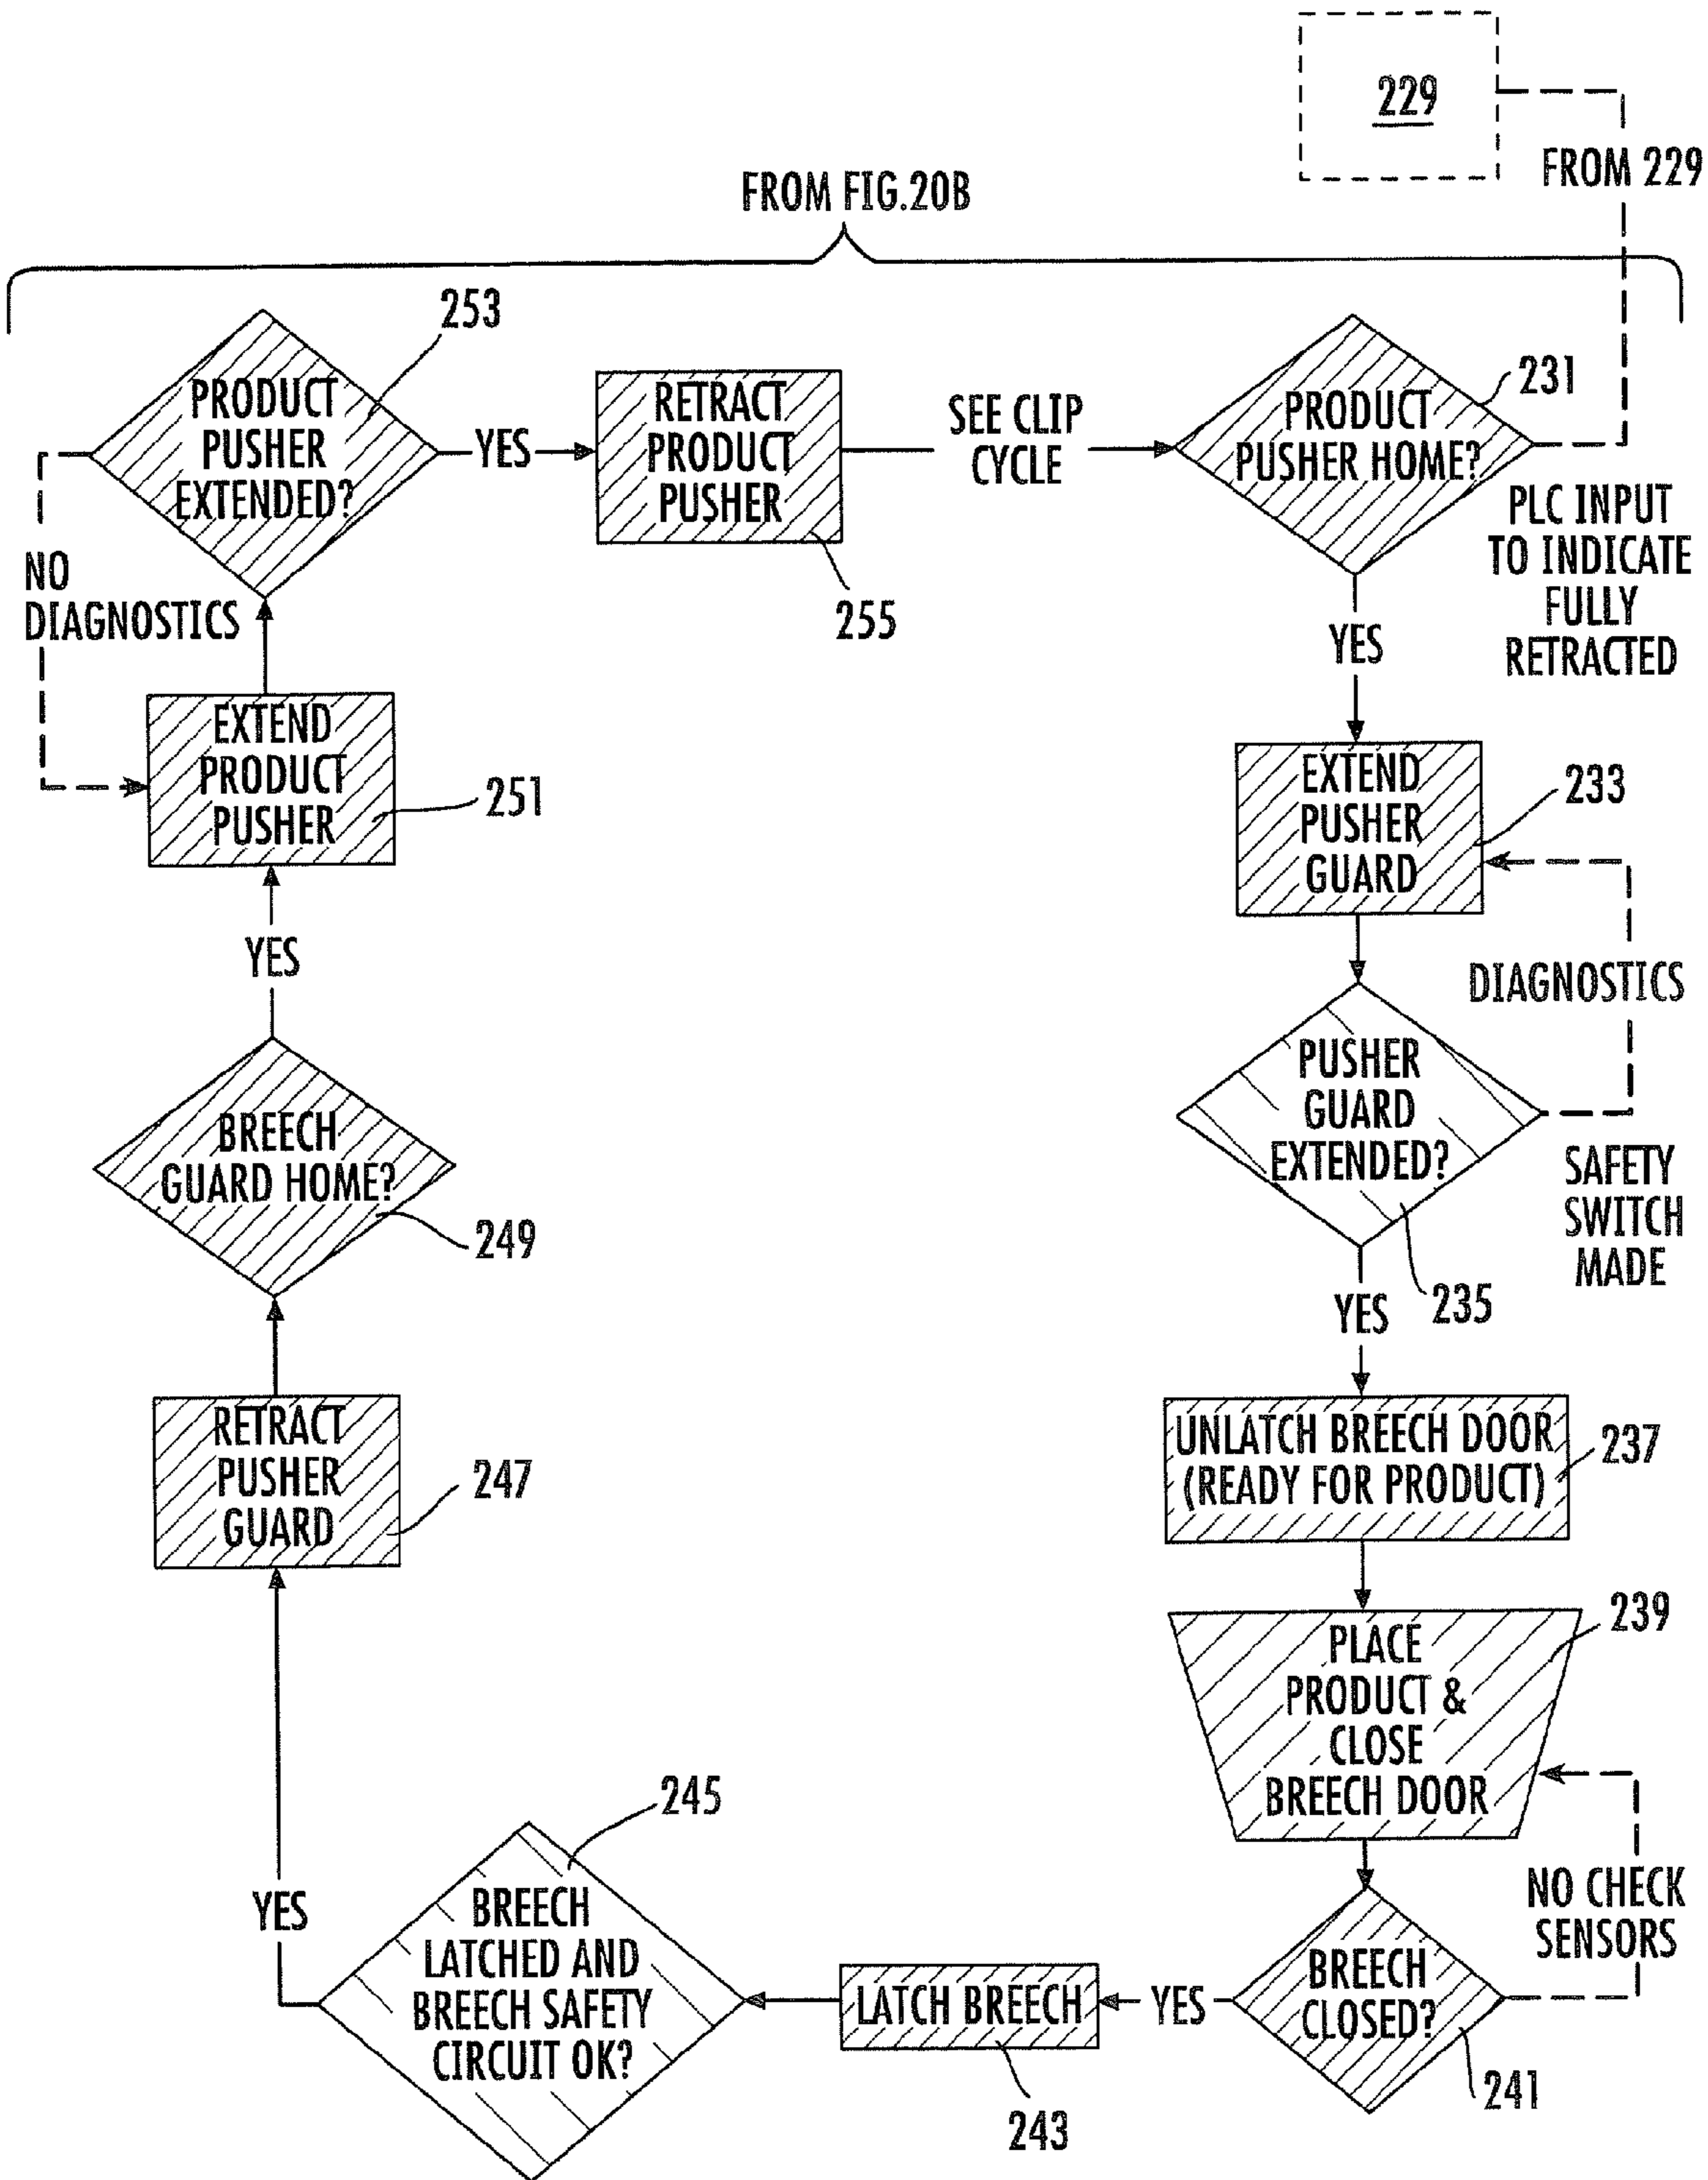 229
FROM 229
FROM FIG.20B
253
PRODUCT
PUSHER
EXTENDED?
YES
RETRACT
PRODUCT
PUSHER
255
SEE CLIP
CYCLE
231
PRODUCT
PUSHER HOME?
PLC INPUT
TO INDICATE
FULLY
RETRACTED
YES
NO
DIAGNOSTICS
EXTEND
PRODUCT
PUSHER
251
EXTEND
PUSHER
GUARD
233
YES
DIAGNOSTICS
PUSHER
GUARD
EXTENDED?
SAFETY
SWITCH
MADE
235
YES
BREECH
GUARD HOME?
249
RETRACT
PUSHER
GUARD
247
UNLATCH BREECH DOOR
(READY FOR PRODUCT)
237
239
PLACE
PRODUCT &
CLOSE
BREECH DOOR
NO CHECK
SENSORS
BREECH
CLOSED?
241
YES
LATCH BREECH
243
245
BREECH
LATCHED AND
BREECH SAFETY
CIRCUIT OK?
YES